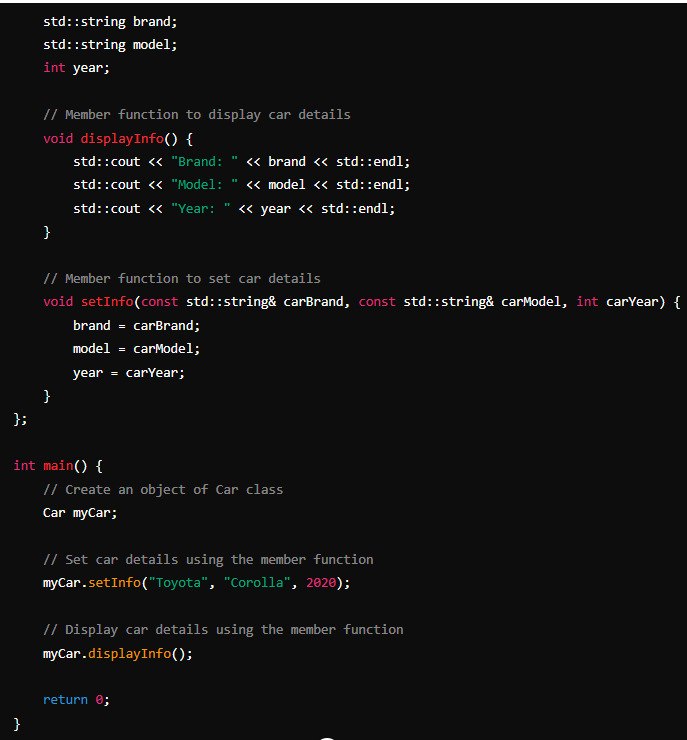 std::string brand;
std::string model;
int year;
// Member function to display car details
void displayInfo() {
std::cout << "Brand: " << brand << std::endl;
std::cout << "Model: " << model << std::endl;
std::cout << "Year: " << year << std::endl;
}
// Member function to set car details
void setInfo(const std::string& carBrand, const std::string& carModel, int carYear) {
brand = carBrand;
model = carModel;
year = carYear;
}
};
int main() {
// Create an object of Car class
Car myCar;
// Set car details using the member function
myCar.setInfo("Toyota", "Corolla", 2020);
// Display car details using the member function
myCar.displayInfo();
return 0;
}